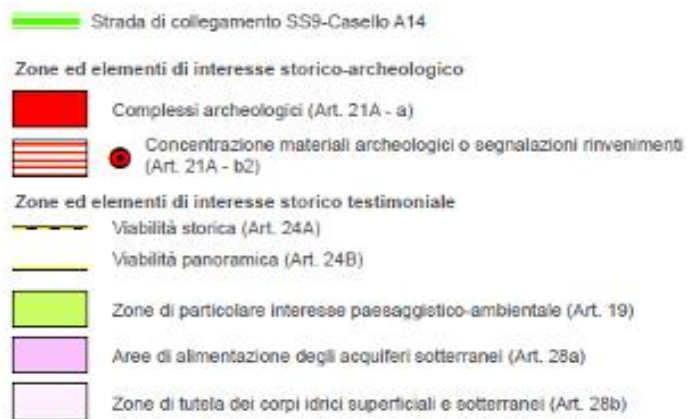 Strada di collegamento SS9-Casello A14
Zone ed elementi di interesse storico-archeologico
Complessi archeologici (Art. 21A - a)
Concentrazione materiali archeologici o segnalazioni rinvenimenti
(Art. 21A - b2)
Zone ed elementi di interesse storico testimoniale
Viabilità storica (Art. 24A)
Viabilità panoramica (Art. 24B)
Zone di particolare interesse paesaggistico-ambientale (Art. 19)
Aree di alimentazione degli acquiferi sotterranei (Art. 28a)
Zone di tutela dei corpi idrici superficiali e sotterranei (Art. 28b)